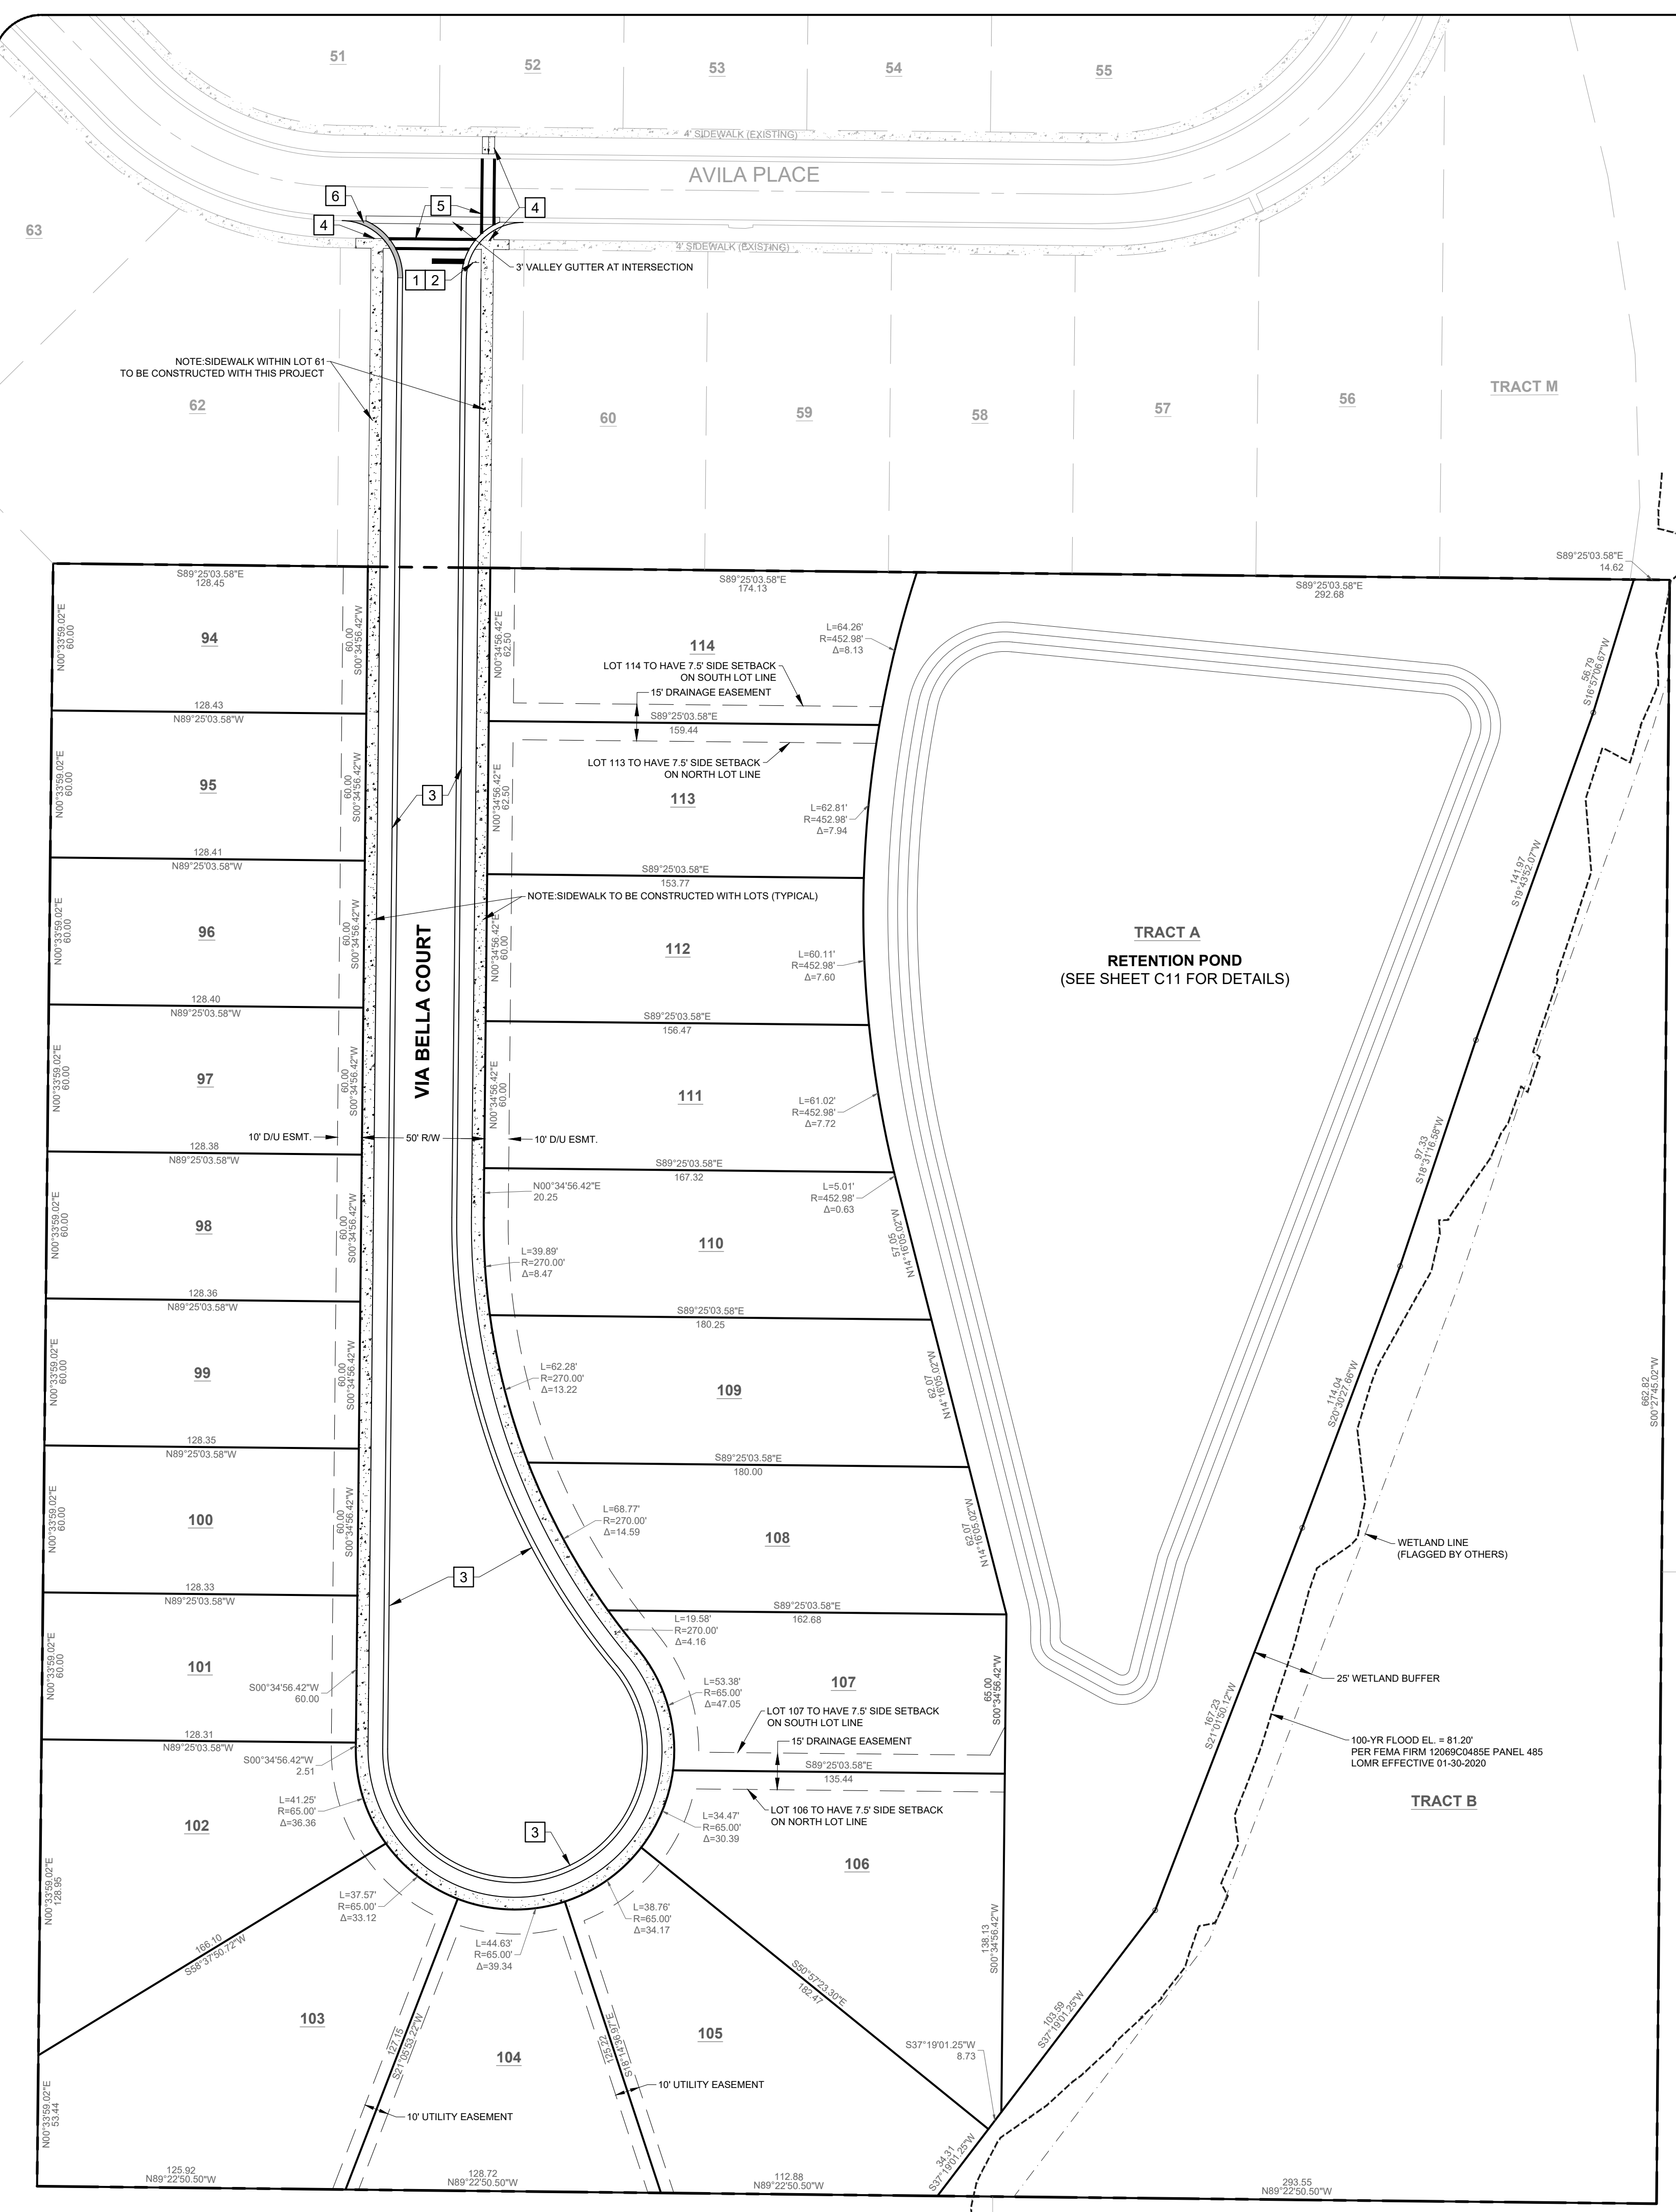 51
52
53
54
55
4' SIDEWALK (EXISTING)
AVILA PLACE
6
5
4
4
63
4' SIDEWALK (EXISTING)
3' VALLEY GUTTER AT INTERSECTION
1 2
NOTE:SIDEWALK WITHIN LOT 61
TO BE CONSTRUCTED WITH THIS PROJECT
62
60
59
58
57
56
TRACT M
S89°25'03.58"E
14.62
S89°25'03.58"E
128.45
S89°25'03.58"E
174.13
S89°25'03.58"E
292.68
N00°33'59.02"E
60.00
94
60.00
S00°34'56.42"W
N00°34'56.42"E
62.50
114
L=64.26'
R=452.98'
Δ=8.13
LOT 114 TO HAVE 7.5' SIDE SETBACK
ON SOUTH LOT LINE
15' DRAINAGE EASEMENT
56.79
S16°57'06.67"W
128.43
N89°25'03.58"W
S89°25'03.58"E
159.44
LOT 113 TO HAVE 7.5' SIDE SETBACK
ON NORTH LOT LINE
N00°33'59.02"E
60.00
95
60.00
S00°34'56.42"W
3
N00°34'56.42"E
62.50
113
L=62.81'
R=452.98'
Δ=7.94
128.41
N89°25'03.58"W
S89°25'03.58"E
153.77
141.97
S19°43'52.07"W
NOTE:SIDEWALK TO BE CONSTRUCTED WITH LOTS (TYPICAL)
N00°33'59.02"E
60.00
96
60.00
S00°34'56.42"W
VIA BELLA COURT
N00°34'56.42"E
60.00
112
L=60.11'
R=452.98'
Δ=7.60
TRACT A
RETENTION POND
(SEE SHEET C11 FOR DETAILS)
128.40
N89°25'03.58"W
S89°25'03.58"E
156.47
N00°33'59.02"E
60.00
97
60.00
S00°34'56.42"W
N00°34'56.42"E
60.00
111
L=61.02'
R=452.98'
Δ=7.72
10' D/U ESMT.
50' R/W
10' D/U ESMT.
97.33
S18°31'16.58"W
128.38
N89°25'03.58"W
S89°25'03.58"E
167.32
N00°34'56.42"E
20.25
L=5.01'
R=452.98'
Δ=0.63
N00°33'59.02"E
60.00
98
60.00
S00°34'56.42"W
L=39.89'
R=270.00'
Δ=8.47
110
57.05
N14°16'05.02"W
128.36
N89°25'03.58"W
S89°25'03.58"E
180.25
N00°33'59.02"E
60.00
99
60.00
S00°34'56.42"W
L=62.28'
R=270.00'
Δ=13.22
109
62.07
N14°16'05.02"W
114.04
S20°30'27.66"W
662.82
S00°27'45.02"W
128.35
N89°25'03.58"W
S89°25'03.58"E
180.00
N00°33'59.02"E
60.00
100
60.00
S00°34'56.42"W
L=68.77'
R=270.00'
Δ=14.59
108
62.07
N14°16'05.02"W
WETLAND LINE
(FLAGGED BY OTHERS)
3
128.33
N89°25'03.58"W
S89°25'03.58"E
162.68
L=19.58'
R=270.00'
Δ=4.16
N00°33'59.02"E
60.00
101
S00°34'56.42"W
60.00
L=53.38'
R=65.00'
Δ=47.05
107
65.00
S00°34'56.42"W
25' WETLAND BUFFER
LOT 107 TO HAVE 7.5' SIDE SETBACK
ON SOUTH LOT LINE
167.23
S21°01'50.12"W
128.31
N89°25'03.58"W
S00°34'56.42"W
2.51
15' DRAINAGE EASEMENT
S89°25'03.58"E
135.44
100-YR FLOOD EL. = 81.20'
PER FEMA FIRM 12069C0485E PANEL 485
LOMR EFFECTIVE 01-30-2020
TRACT B
L=41.25'
R=65.00'
Δ=36.36
L=34.47'
R=65.00'
Δ=30.39
LOT 106 TO HAVE 7.5' SIDE SETBACK
ON NORTH LOT LINE
102
3
106
N00°33'59.02"E
128.95
L=37.57'
R=65.00'
Δ=33.12
L=38.76'
R=65.00'
Δ=34.17
L=44.63'
R=65.00'
Δ=39.34
166.10
S58°37'50.72"W
138.13
S00°34'56.42"W
S50°57'23.30"E
182.47
103
127.15
S21°05'53.22"W
104
125.22
S18°14'36.97"E
105
103.59
S37°19'01.25"W
S37°19'01.25"W
8.73
10' UTILITY EASEMENT
10' UTILITY EASEMENT
N00°33'59.02"E
53.44
34.31
S37°19'01.25"W
125.92
N89°22'50.50"W
128.72
N89°22'50.50"W
112.88
N89°22'50.50"W
293.55
N89°22'50.50"W